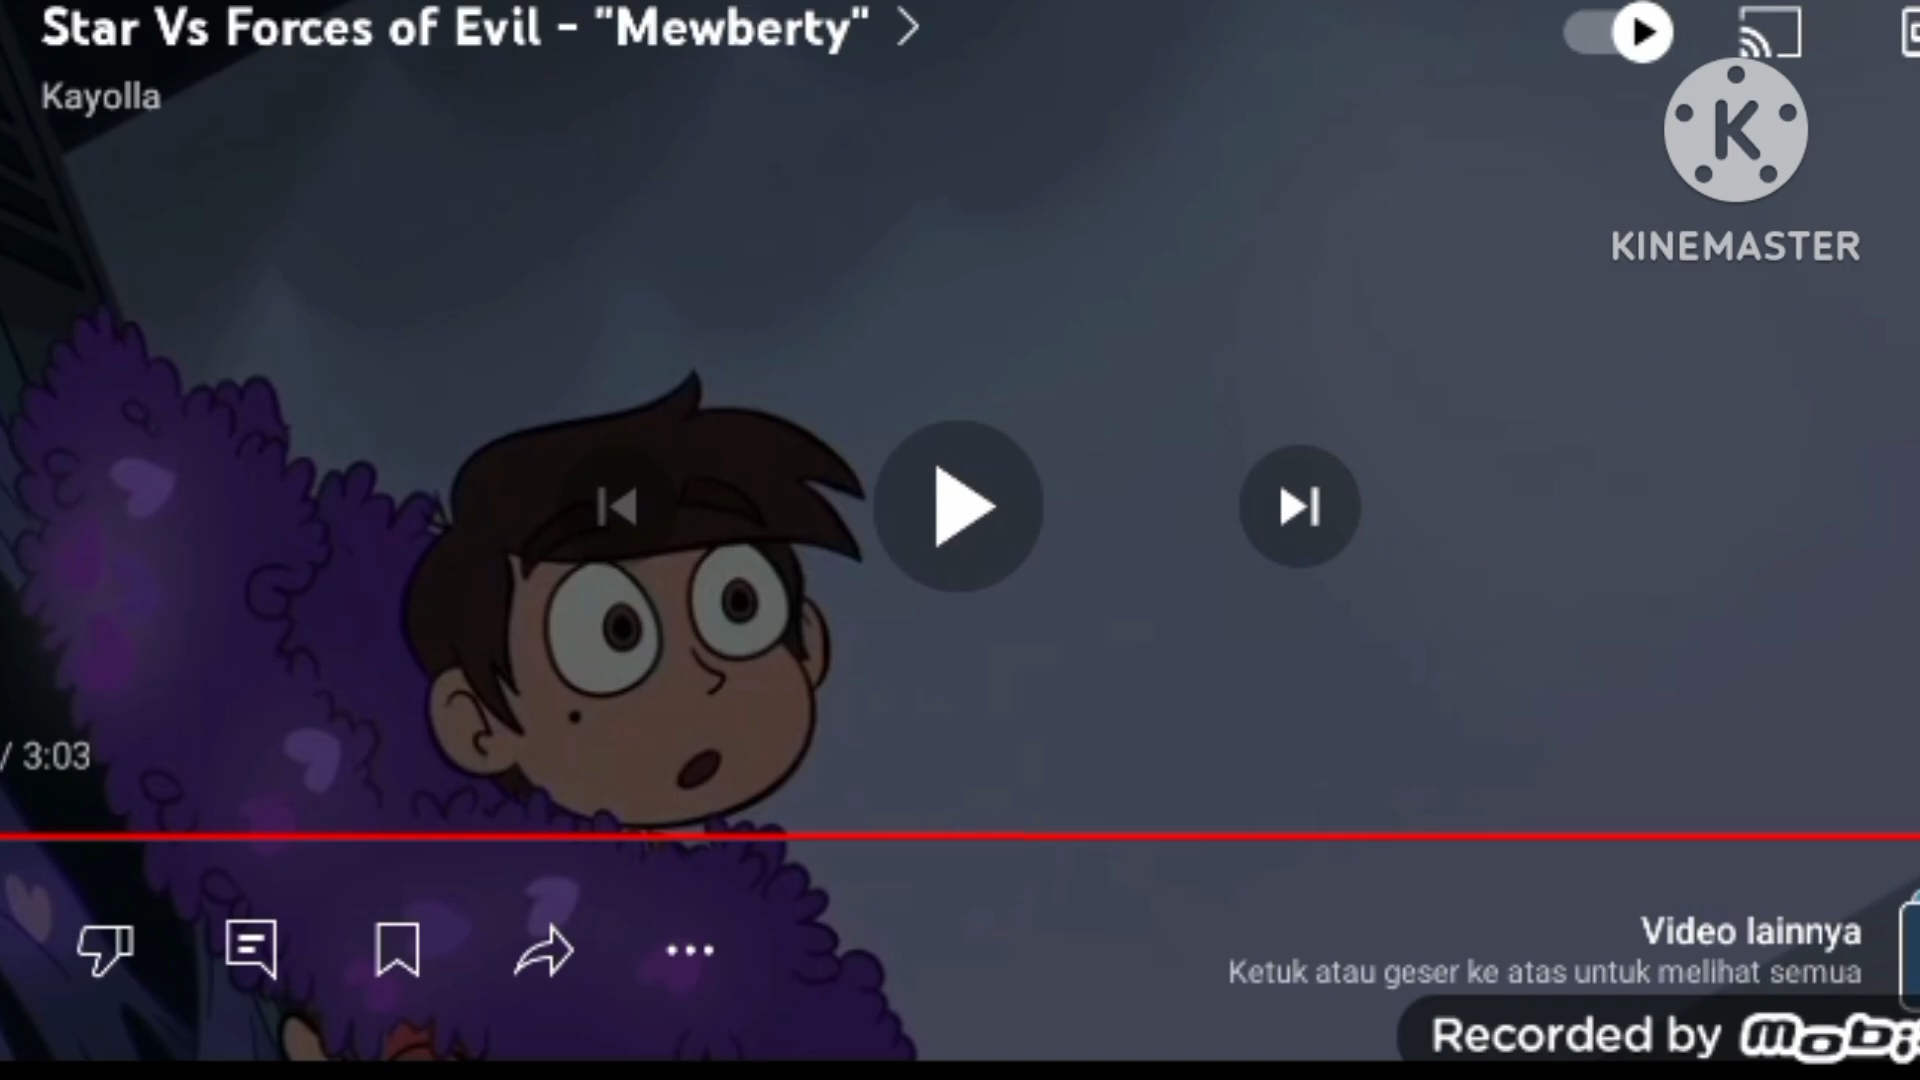 Star Vs Forces of Evil - "Mewberty"
Kayolla
K
KINEMASTER
/ 3:03
Video lainnya
Ketuk atau geser ke atas untuk melihat semua
Recorded by